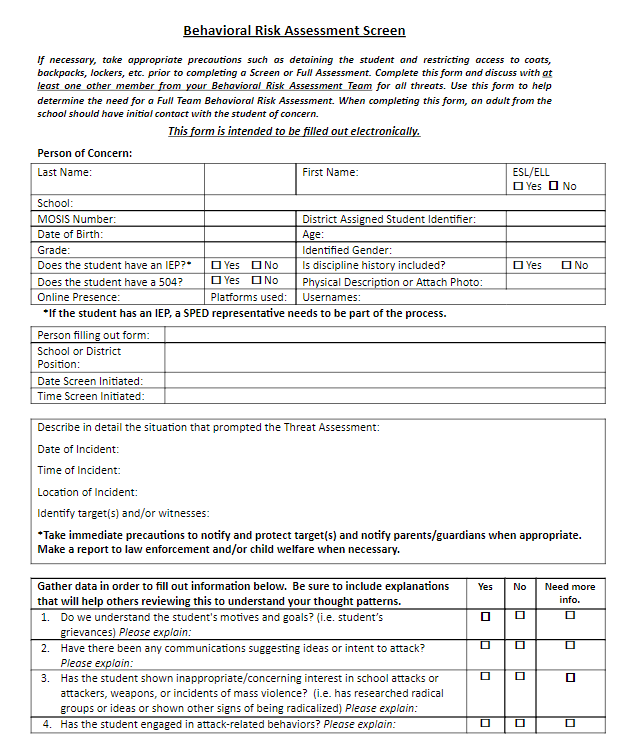 Behavioral Risk Assessment Screen
If necessary, take appropriate precautions such as detaining the student and restricting access to coats,
backpacks, lockers, etc. prior to completing a Screen or Full Assessment. Complete this form and discuss with at
least one other member from your Behavioral Risk Assessment Team for all threats. Use this form to help
determine the need for a Full Team Behavioral Risk Assessment. When completing this form, an adult from the
school should have initial contact with the student of concern.
This form is intended to be filled out electronically.
Person of Concern:
Last Name: First Name: ESL/ELL
☐ Yes ☐ No
School:
MOSIS Number: District Assigned Student Identifier:
Date of Birth: Age:
Grade: Identified Gender:
Does the student have an IEP?* ☐ Yes ☐ No Is discipline history included? ☐ Yes ☐ No
Does the student have a 504? ☐ Yes ☐ No Physical Description or Attach Photo:
Online Presence: Platforms used: Usernames:
*If the student has an IEP, a SPED representative needs to be part of the process.
Person filling out form:
School or District
Position:
Date Screen Initiated:
Time Screen Initiated:
Describe in detail the situation that prompted the Threat Assessment:
Date of Incident:
Time of Incident:
Location of Incident:
Identify target(s) and/or witnesses:
*Take immediate precautions to notify and protect target(s) and notify parents/guardians when appropriate.
Make a report to law enforcement and/or child welfare when necessary.
Gather data in order to fill out information below. Be sure to include explanations Yes No Need more
that will help others reviewing this to understand your thought patterns. info.
1. Do we understand the student's motives and goals? (i.e. student's ☐ ☐ ☐
grievances) Please explain:
2. Have there been any communications suggesting ideas or intent to attack? ☐ ☐ ☐
Please explain:
3. Has the student shown inappropriate/concerning interest in school attacks or ☐ ☐ ☐
attackers, weapons, or incidents of mass violence? (i.e. has researched radical
groups or ideas or shown other signs of being radicalized) Please explain:
4. Has the student engaged in attack-related behaviors? Please explain: ☐ ☐ ☐